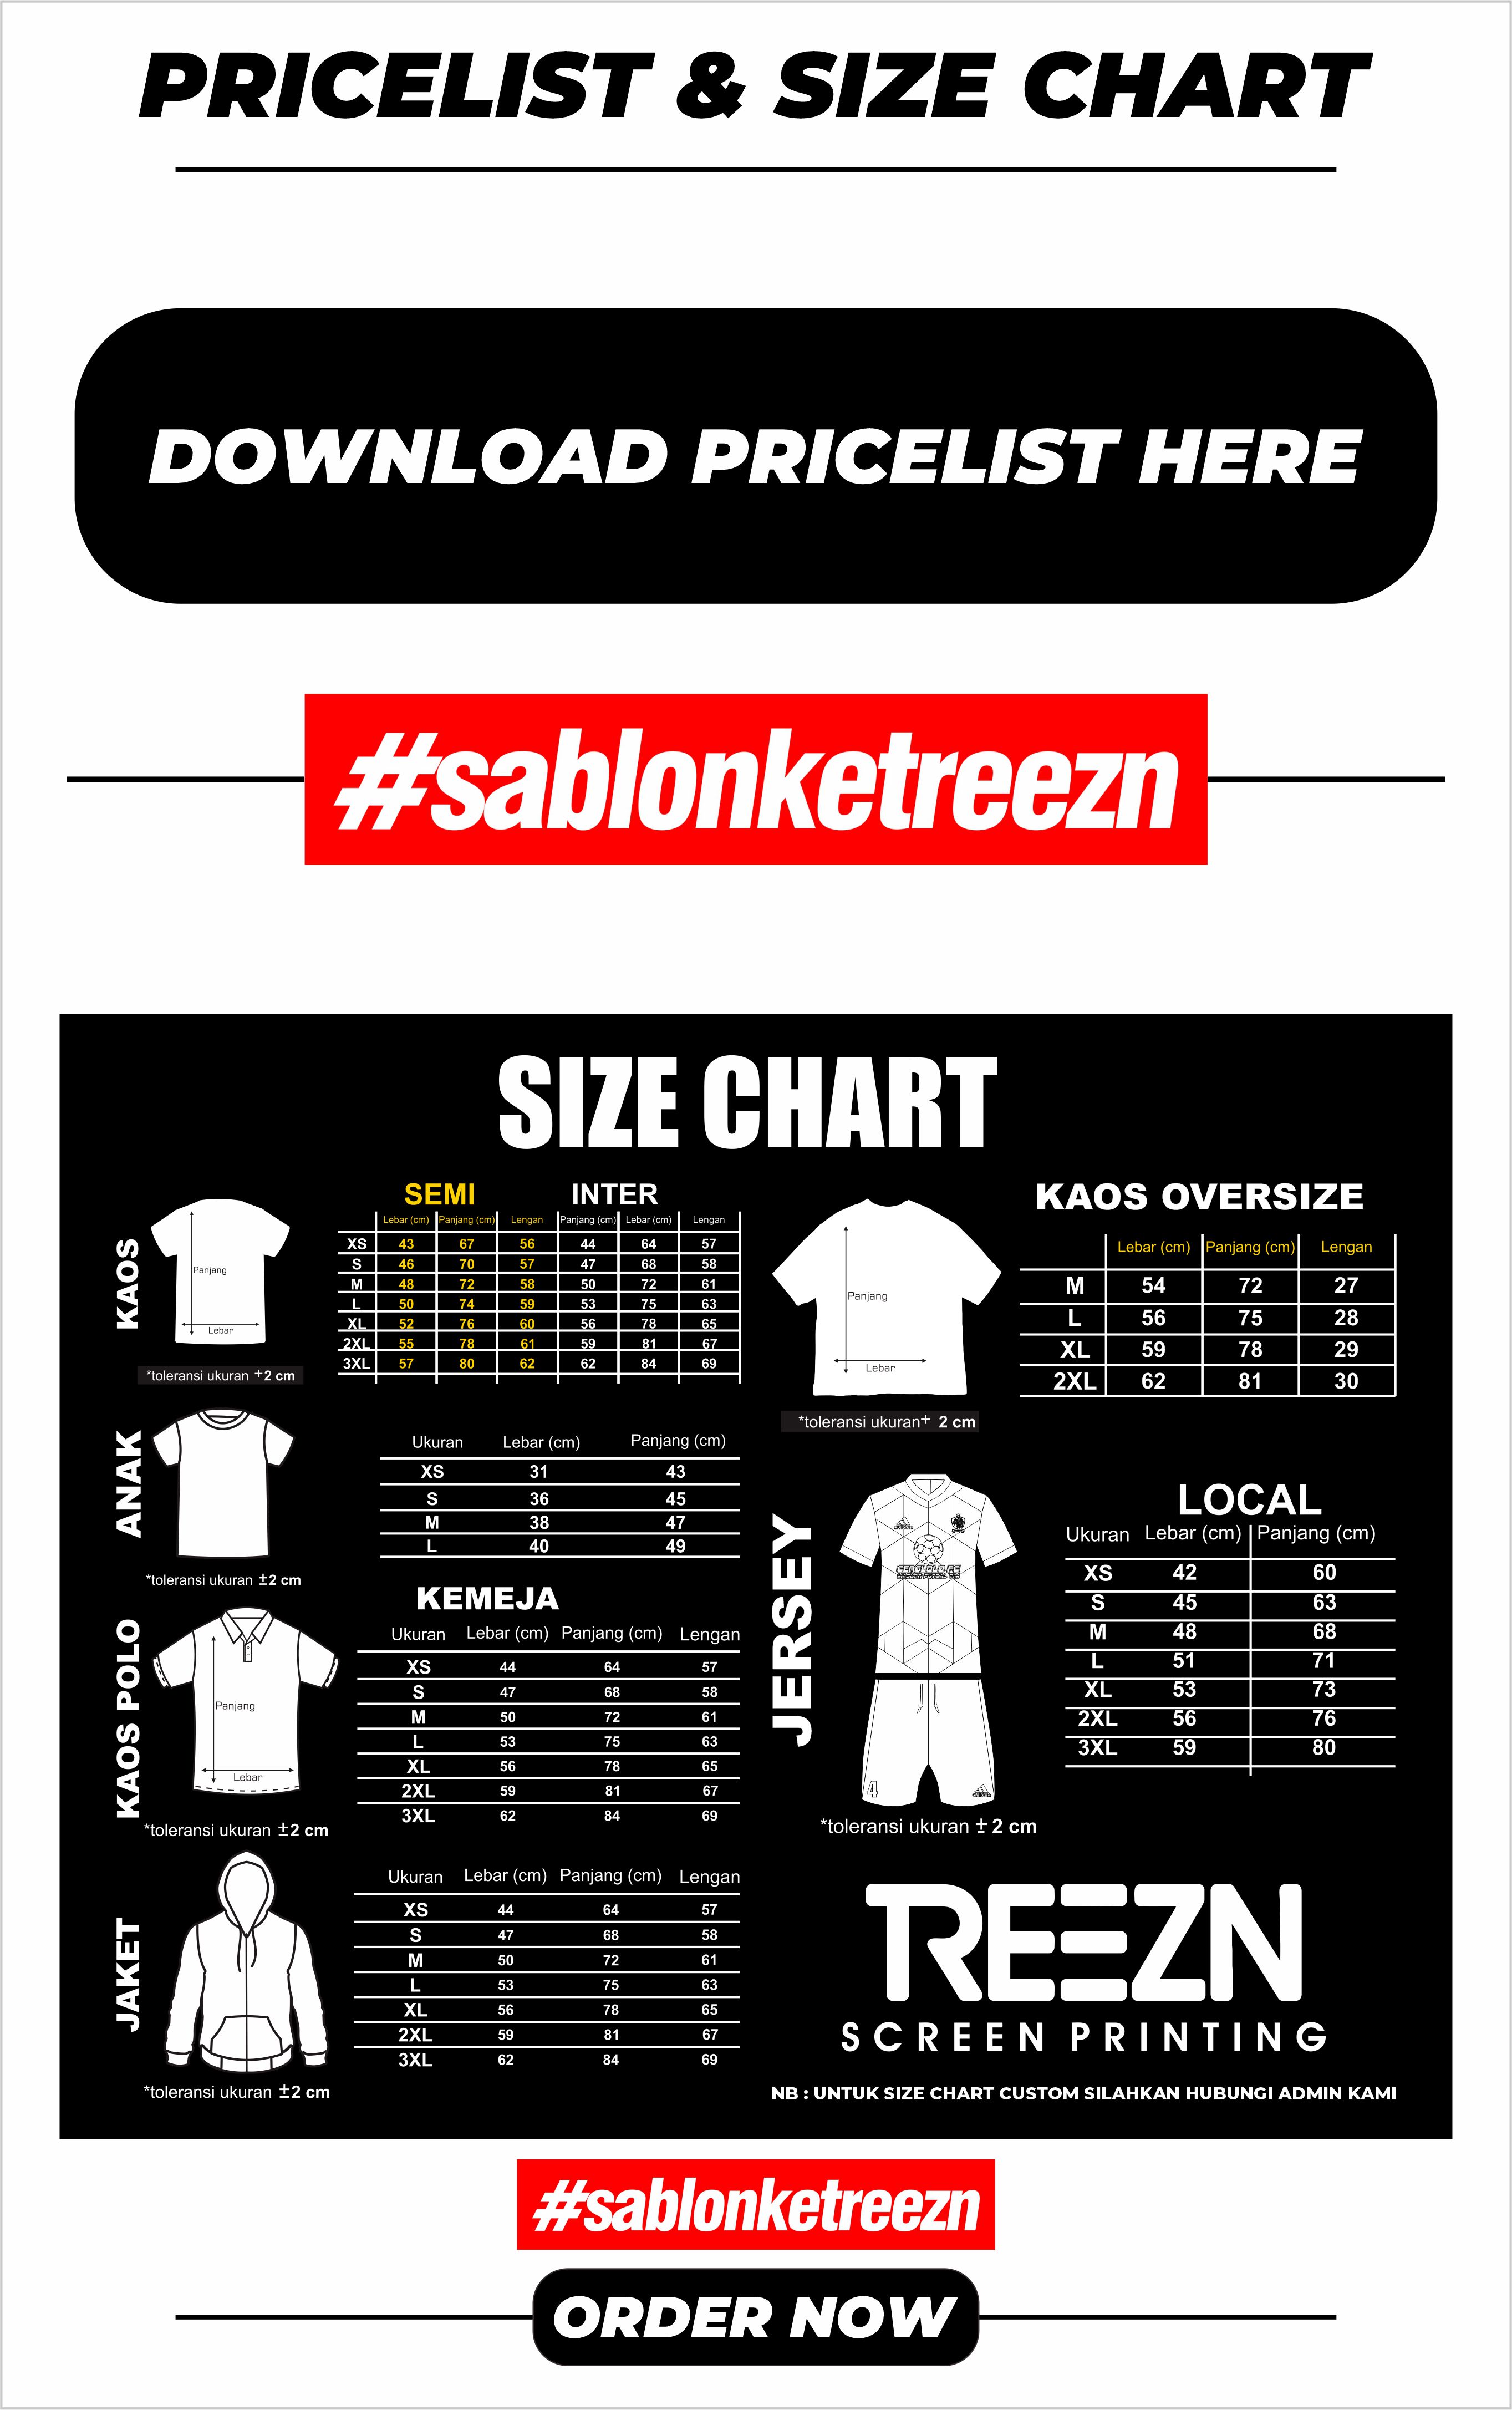 PRICELIST & SIZE CHART
DOWNLOAD PRICELIST HERE
#sablonketreezn
SIZE CHART
KAOS
Panjang
Lebar
*toleransi ukuran +2 cm
SEMI INTER
Lebar (cm) Panjang (cm) Lengan Panjang (cm) Lebar (cm) Lengan
XS 43 67 56 44 64 57
S 46 70 57 47 68 58
M 48 72 58 50 72 61
L 50 74 59 53 75 63
XL 52 76 60 56 78 65
2XL 55 78 61 59 81 67
3XL 57 80 62 62 84 69
ANAK
*toleransi ukuran ±2 cm
Ukuran Lebar (cm) Panjang (cm)
XS 31 43
S 36 45
M 38 47
L 40 49
KAOS POLO
Panjang
Lebar
*toleransi ukuran ±2 cm
KEMEJA
Ukuran Lebar (cm) Panjang (cm) Lengan
XS 44 64 57
S 47 68 58
M 50 72 61
L 53 75 63
XL 56 78 65
2XL 59 81 67
3XL 62 84 69
JAKET
*toleransi ukuran ±2 cm
Ukuran Lebar (cm) Panjang (cm) Lengan
XS 44 64 57
S 47 68 58
M 50 72 61
L 53 75 63
XL 56 78 65
2XL 59 81 67
3XL 62 84 69
Panjang
Lebar
*toleransi ukuran+ 2 cm
KAOS OVERSIZE
Lebar (cm) Panjang (cm) Lengan
M 54 72 27
L 56 75 28
XL 59 78 29
2XL 62 81 30
JERSEY
adidas
CENGLOLO FC
4
adidas
*toleransi ukuran ± 2 cm
LOCAL
Ukuran Lebar (cm) Panjang (cm)
XS 42 60
S 45 63
M 48 68
L 51 71
XL 53 73
2XL 56 76
3XL 59 80
TREEZN
SCREEN PRINTING
NB : UNTUK SIZE CHART CUSTOM SILAHKAN HUBUNGI ADMIN KAMI
#sablonketreezn
ORDER NOW